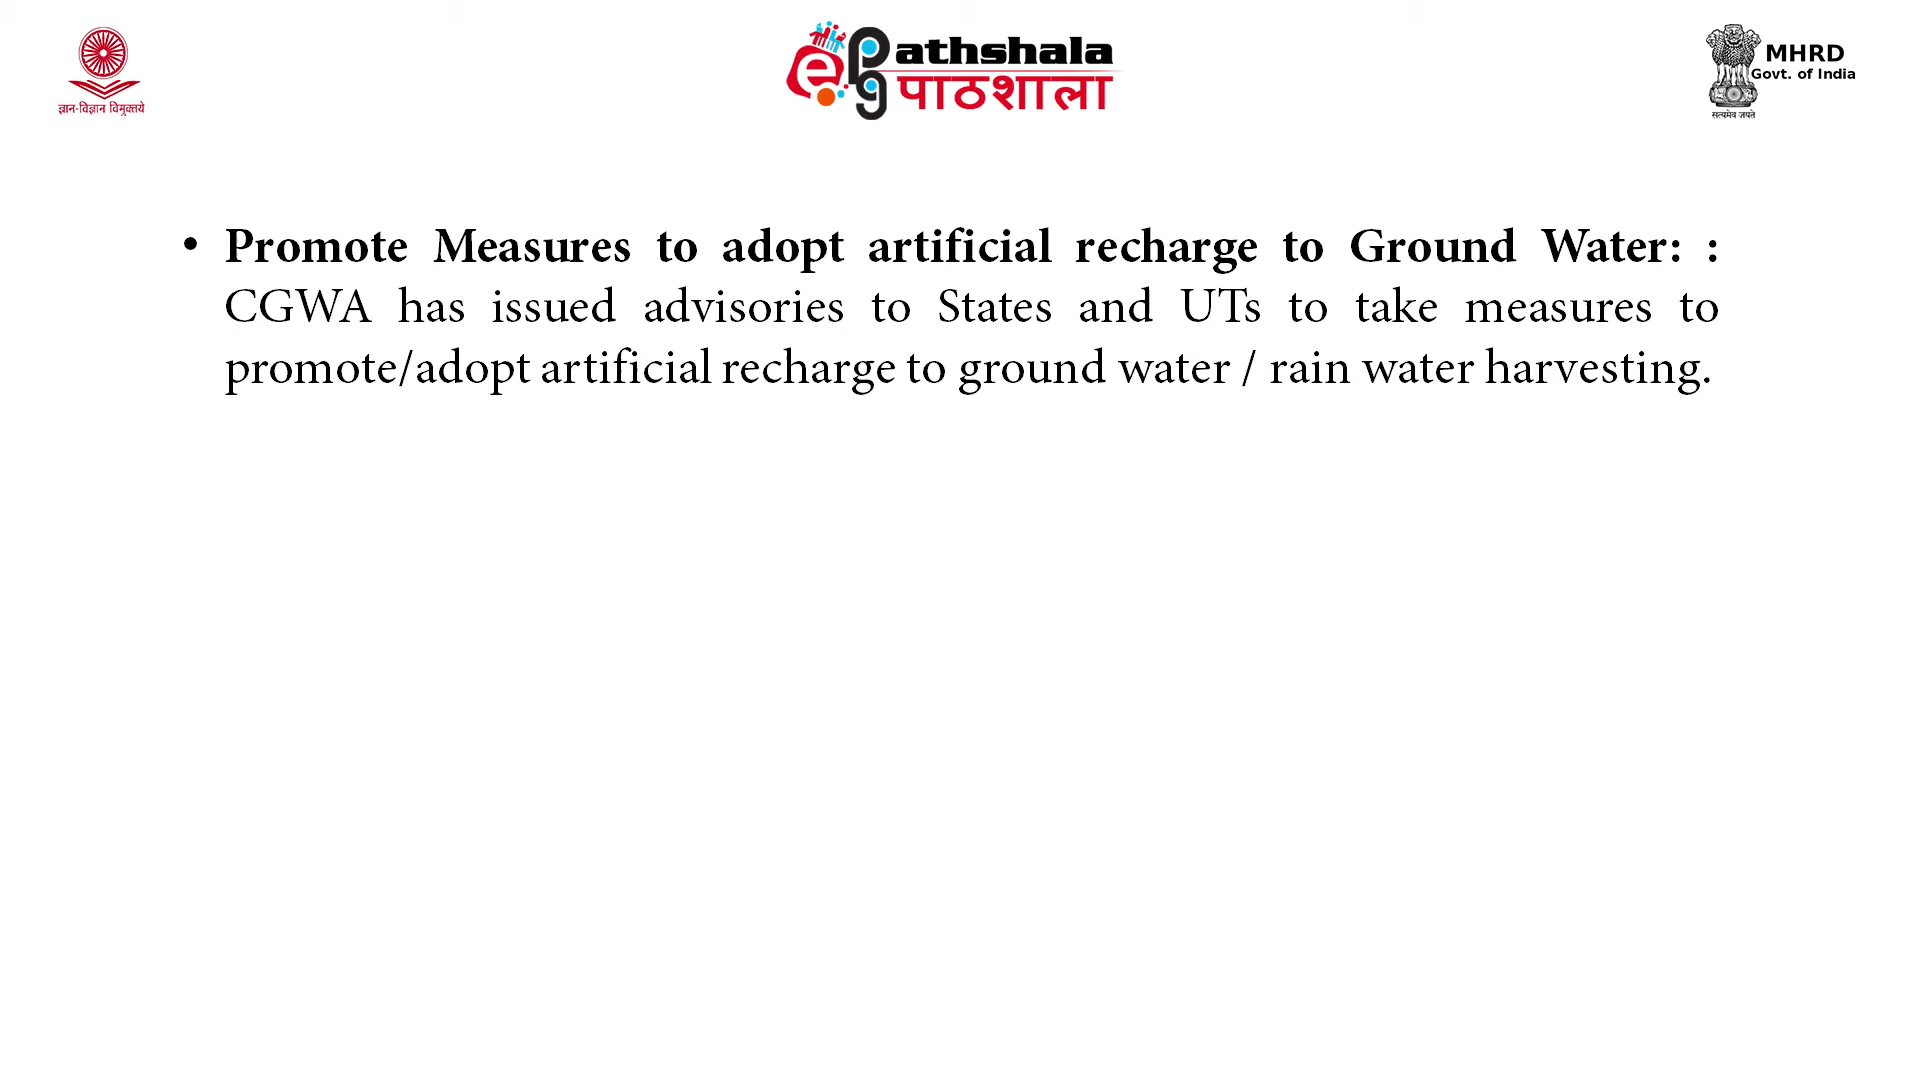 ज्ञान-विज्ञान विमुक्तये
e PG athshala
पाठशाला
MHRD
Govt. of India
सत्यमेव जयते
• Promote Measures to adopt artificial recharge to Ground Water: :
CGWA has issued advisories to States and UTs to take measures to
promote/adopt artificial recharge to ground water / rain water harvesting.